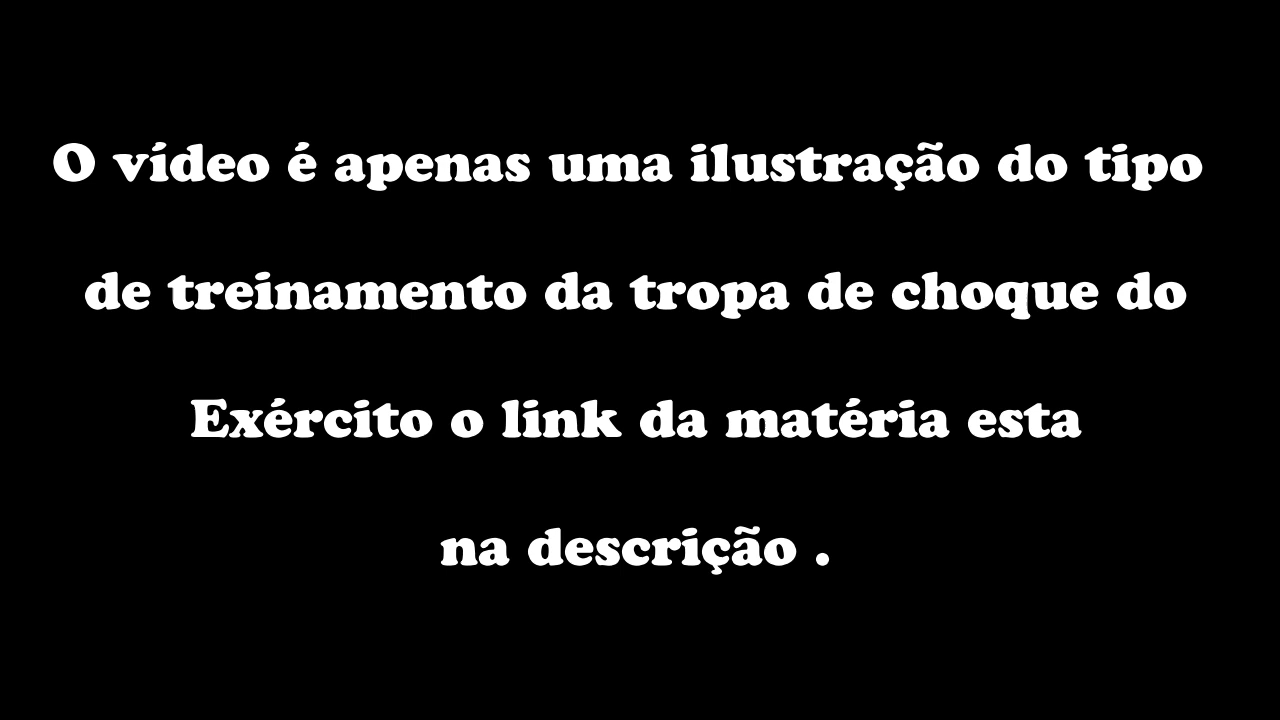 O vídeo é apenas uma ilustração do tipo
de treinamento da tropa de choque do
Exército o link da matéria esta
na descrição .